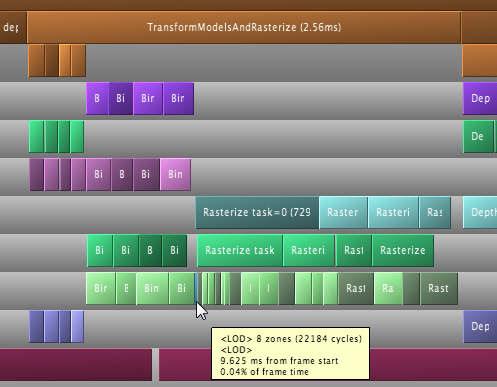 dep TransformModelsAndRasterize (2.56ms)
B Bi Bir Bir Dep
De
Bi B Bi Bin
Rasterize task=0 (729 Raster Rasteri Ras Depth
Bi Bi B Bi Rasterize task Rasteri Rast Rasterize
Bir B Bin Bi I I Rast Ra Rast
Dep
<LOD> 8 zones (22184 cycles)
<LOD>
9.625 ms from frame start
0.04% of frame time